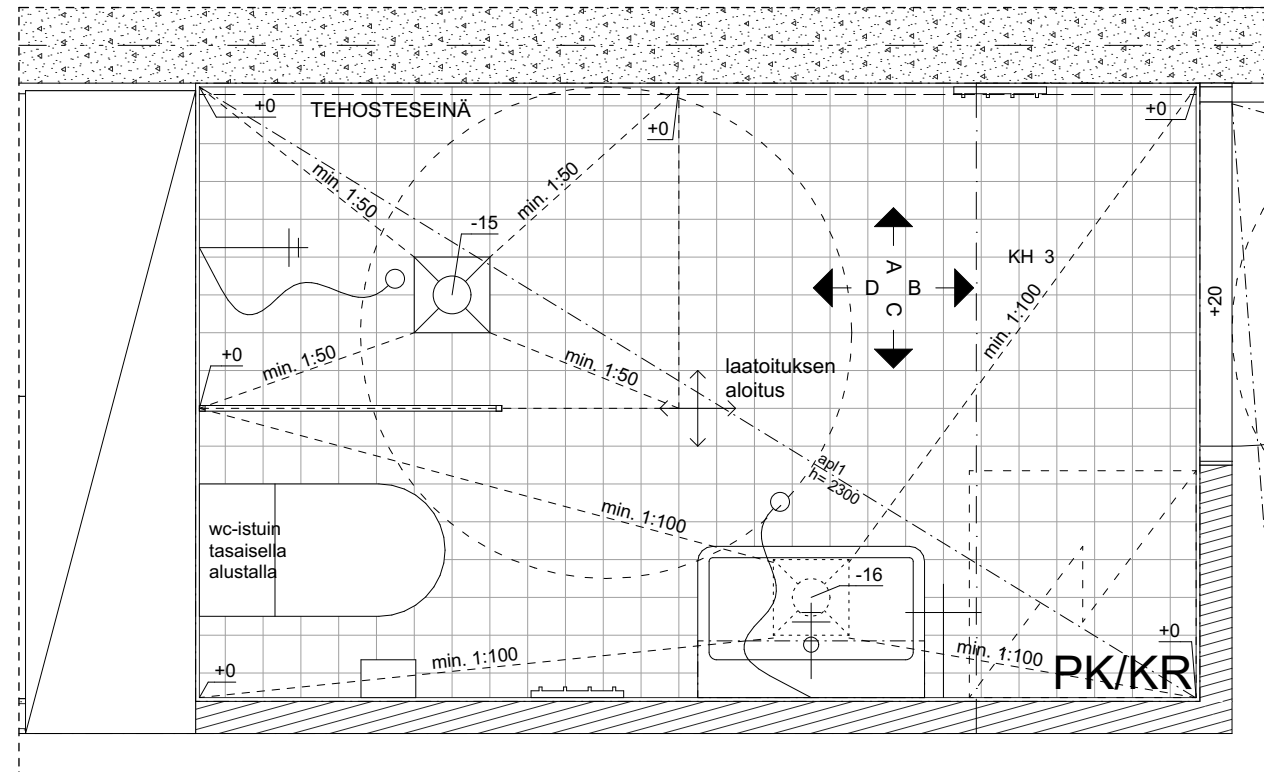 +0
TEHOSTESEINÄ
+0
+0
min. 1:50
min. 1:50
-15
A
D
B
C
KH 3
min. 1:100
+20
+0
min. 1:50
min. 1:50
laatoituksen
aloitus
apl1
h= 2300
min. 1:100
wc-istuin
tasaisella
alustalla
-16
+0
min. 1:100
min. 1:100
+0
PK/KR